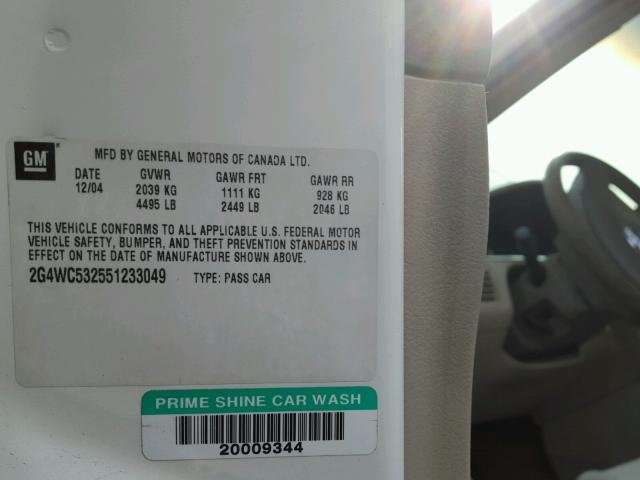 GM
MFD BY GENERAL MOTORS OF CANADA LTD.
DATE GVWR GAWR FRT GAWR RR
12/04 2039 KG 1111 KG 928 KG
4495 LB 2449 LB 2046 LB
THIS VEHICLE CONFORMS TO ALL APPLICABLE U.S. FEDERAL MOTOR
VEHICLE SAFETY, BUMPER, AND THEFT PREVENTION STANDARDS IN
EFFECT ON THE DATE OF MANUFACTURE SHOWN ABOVE.
2G4WC532551233049 TYPE: PASS CAR
PRIME SHINE CAR WASH
20009344